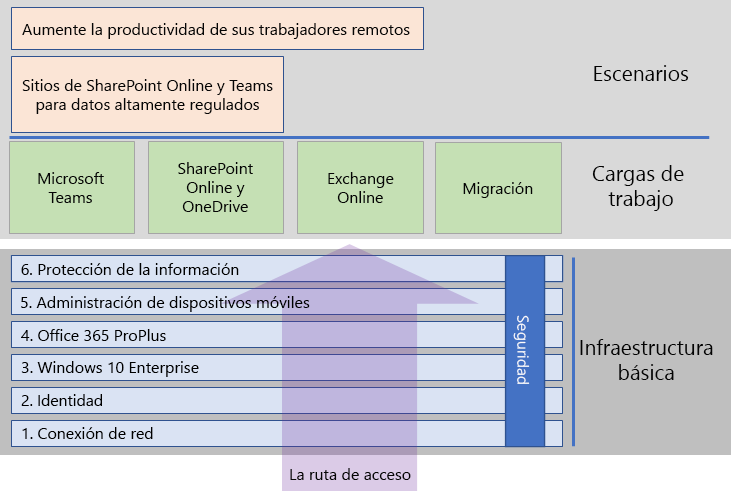 Aumente la productividad de sus trabajadores remotos
Sitios de SharePoint Online y Teams
para datos altamente regulados
Escenarios
Microsoft
Teams
SharePoint
Online y
OneDrive
Exchange
Online
Migración
Cargas de
trabajo
6. Protección de la información
5. Administración de dispositivos móviles
4. Office 365 ProPlus
3. Windows 10 Enterprise
2. Identidad
1. Conexión de red
Seguridad
Infraestructura
básica
La ruta de acceso